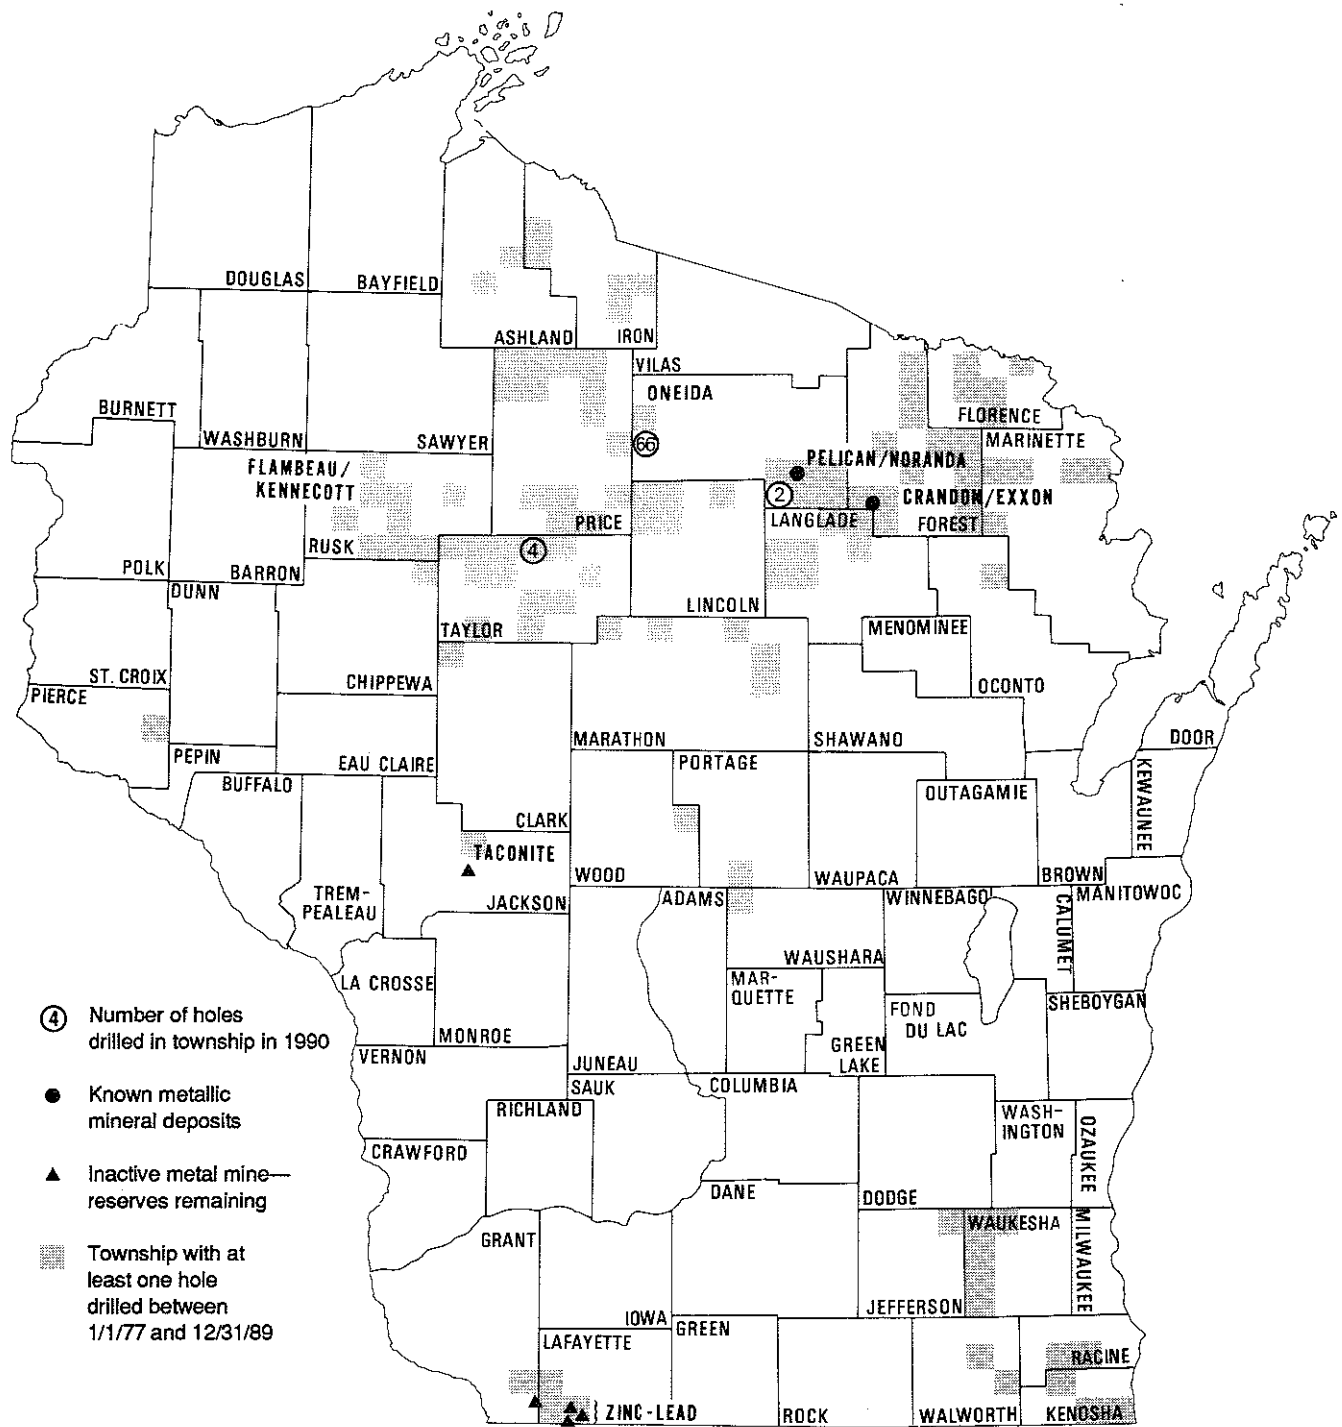 DOUGLAS
BAYFIELD
ASHLAND
IRON
VILAS
ONEIDA
BURNETT
WASHBURN
SAWYER
FLORENCE
MARINETTE
66
FLAMBEAU/
KENNECOTT
PELICAN/NORANDA
2
CRANDON/EXXON
PRICE
LANGLADE
FOREST
RUSK
4
POLK
BARRON
DUNN
LINCOLN
TAYLOR
MENOMINEE
ST. CROIX
PIERCE
CHIPPEWA
OCONTO
MARATHON
SHAWANO
DOOR
PEPIN
EAU CLAIRE
PORTAGE
KEWAUNEE
BUFFALO
OUTAGAMIE
CLARK
TACONITE
WOOD
WAUPACA
BROWN
TREM-
PEALEAU
JACKSON
ADAMS
WINNEBAGO
CALUMET
MANITOWOC
WAUSHARA
LA CROSSE
MAR-
QUETTE
FOND
DU LAC
SHEBOYGAN
MONROE
VERNON
JUNEAU
GREEN
LAKE
SAUK
COLUMBIA
RICHLAND
WASH-
INGTON
OZAUKEE
CRAWFORD
DANE
DODGE
GRANT
WAUKESHA
MILWAUKEE
IOWA
JEFFERSON
LAFAYETTE
GREEN
RACINE
ZINC-LEAD
ROCK
WALWORTH
KENOSHA
4 Number of holes
drilled in township in 1990
Known metallic
mineral deposits
Inactive metal mine—
reserves remaining
Township with at
least one hole
drilled between
1/1/77 and 12/31/89